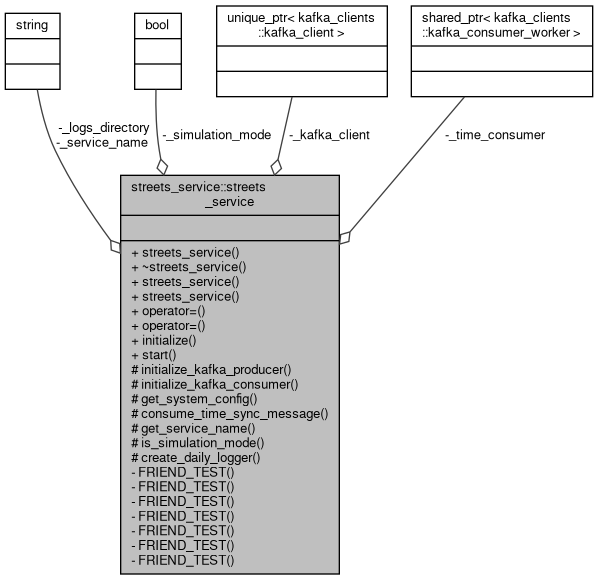 string
bool
unique_ptr< kafka_clients
::kafka_client >
shared_ptr< kafka_clients
::kafka_consumer_worker >
-_logs_directory
-_service_name
-_simulation_mode
-_kafka_client
-_time_consumer
streets_service::streets
_service
+ streets_service()
+ ~streets_service()
+ streets_service()
+ streets_service()
+ operator=()
+ operator=()
+ initialize()
+ start()
# initialize_kafka_producer()
# initialize_kafka_consumer()
# get_system_config()
# consume_time_sync_message()
# get_service_name()
# is_simulation_mode()
# create_daily_logger()
- FRIEND_TEST()
- FRIEND_TEST()
- FRIEND_TEST()
- FRIEND_TEST()
- FRIEND_TEST()
- FRIEND_TEST()
- FRIEND_TEST()